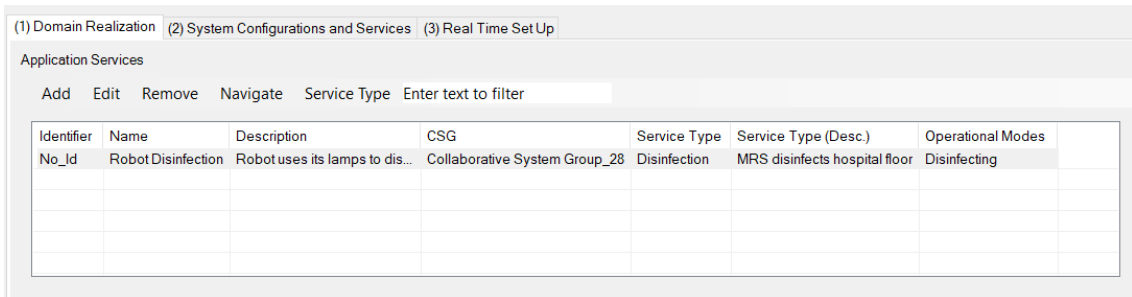 (1) Domain Realization (2) System Configurations and Services (3) Real Time Set Up
Application Services
Add Edit Remove Navigate Service Type Enter text to filter
Identifier Name Description CSG Service Type Service Type (Desc.) Operational Modes
No_Id Robot Disinfection Robot uses its lamps to dis... Collaborative System Group_28 Disinfection MRS disinfects hospital floor Disinfecting